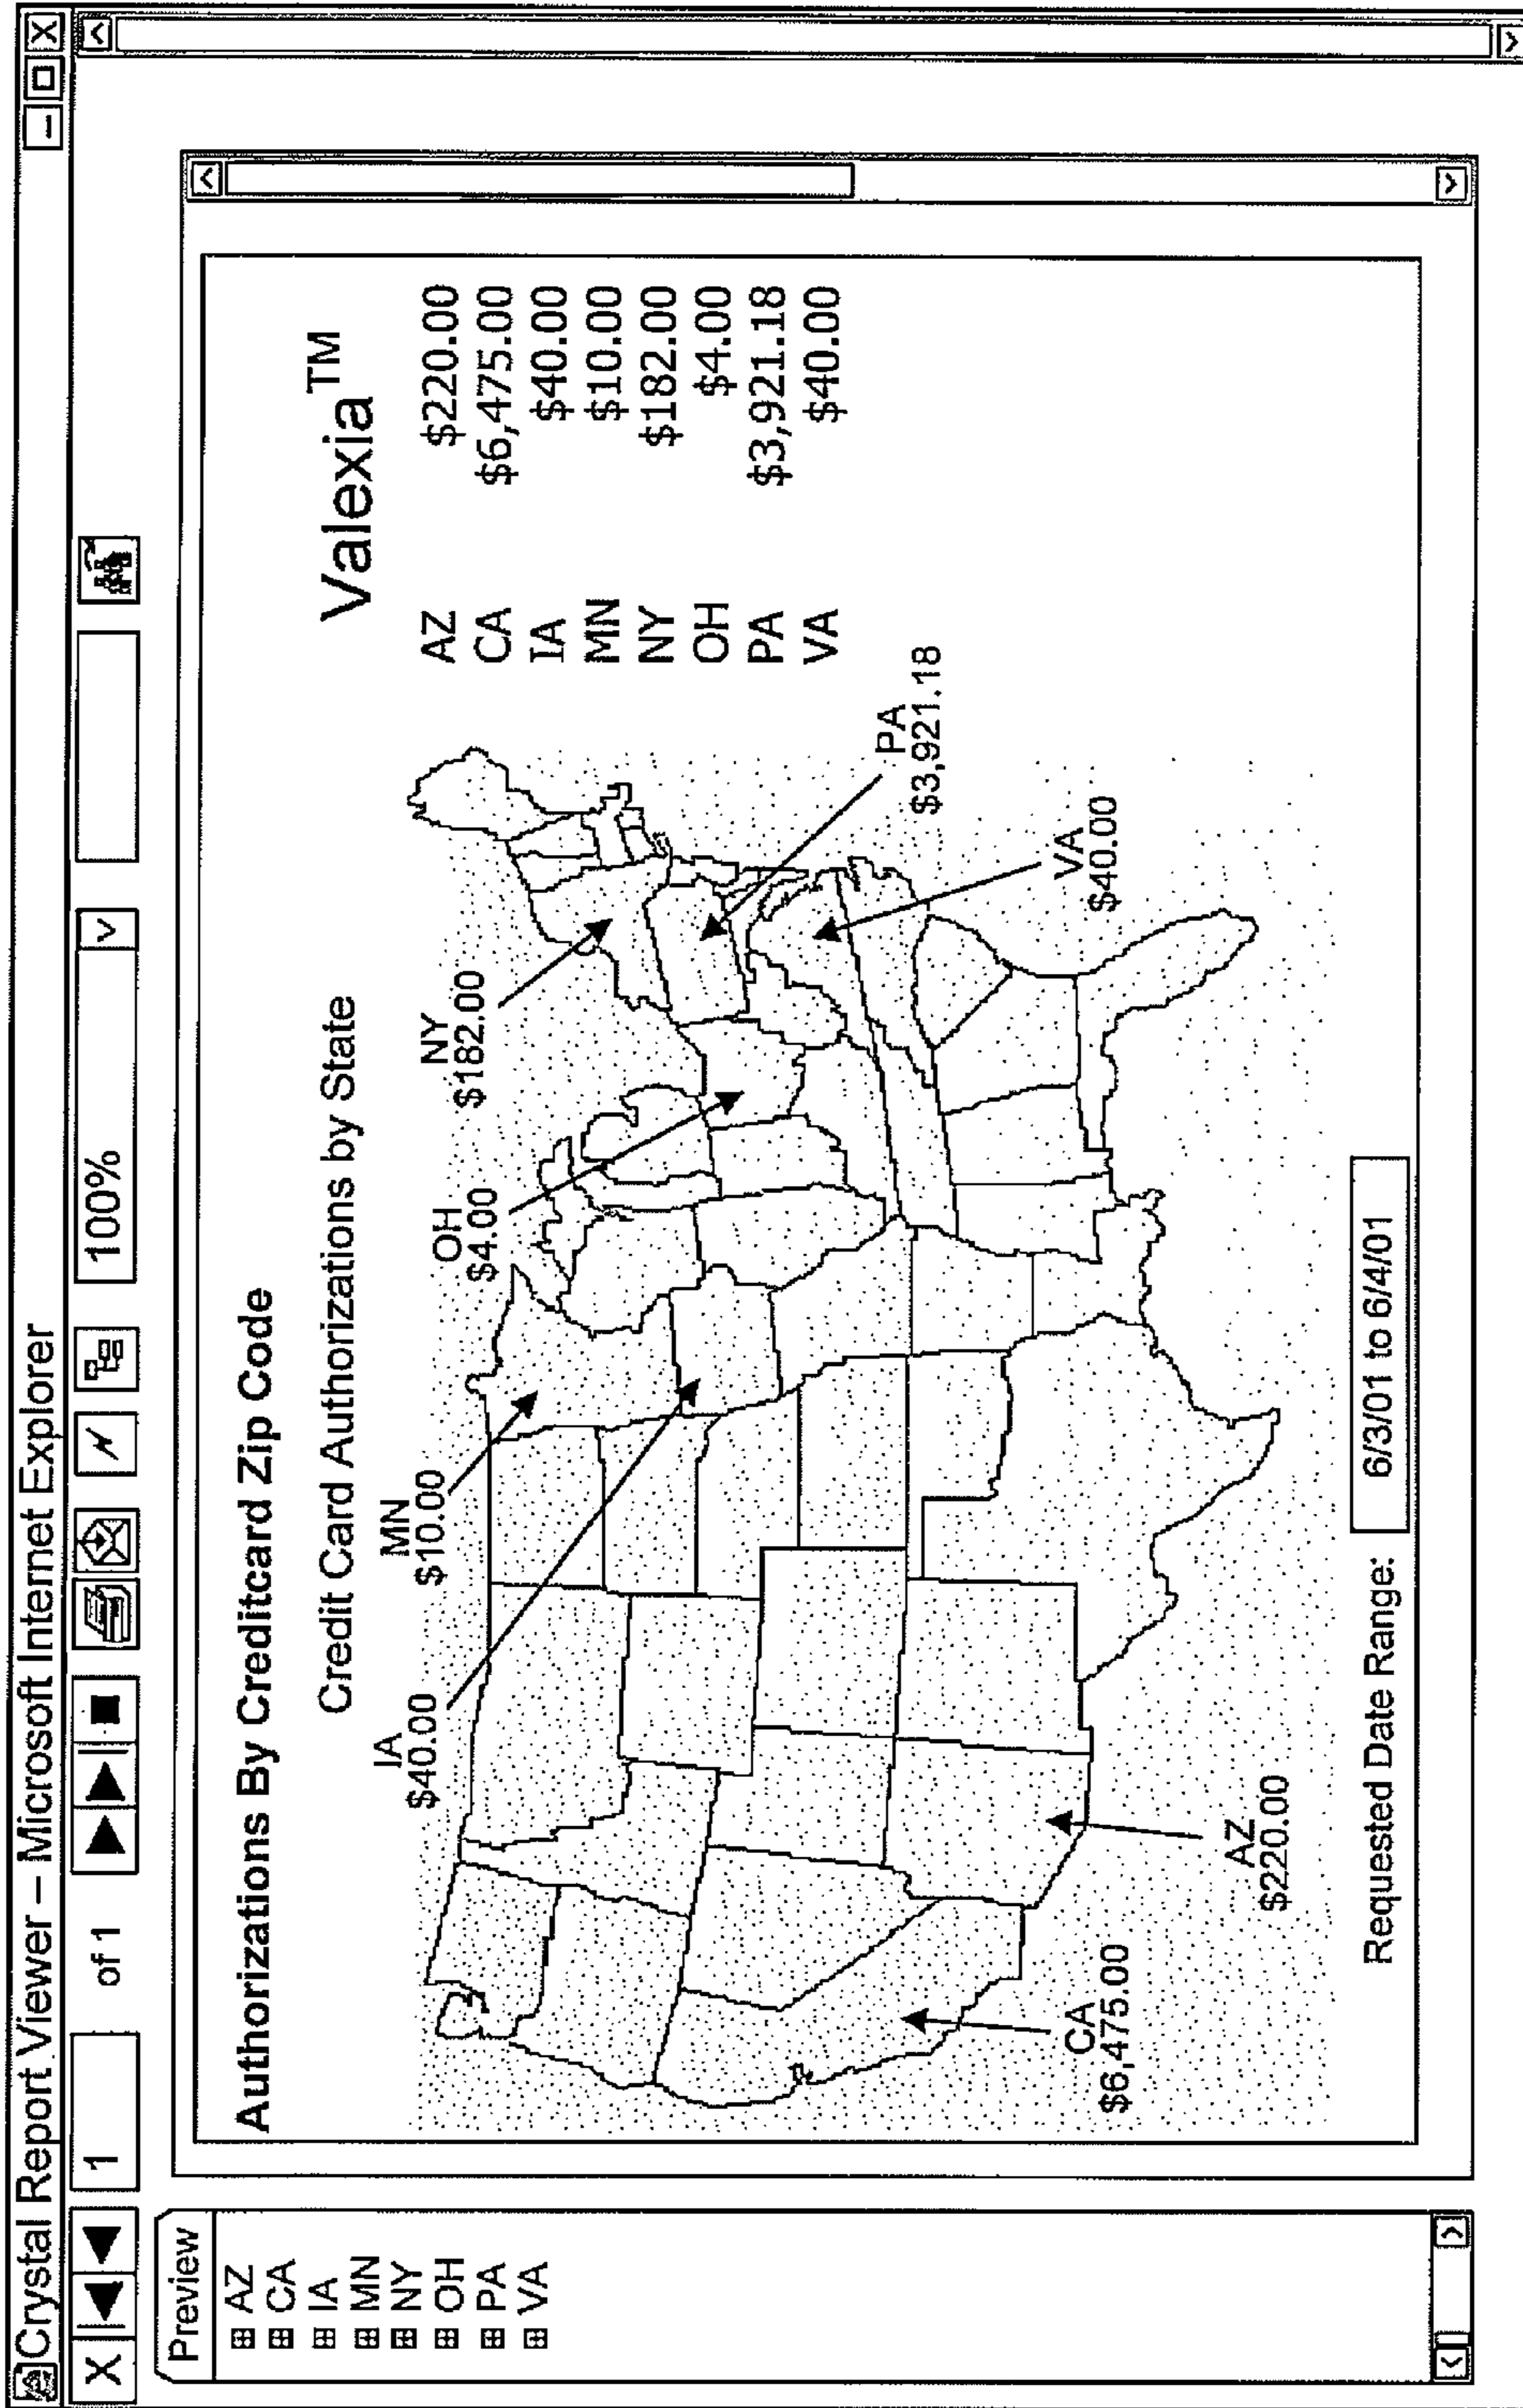 Crystal Report Viewer – Microsoft Internet Explorer
X
1
of 1
100%
Preview
AZ
CA
IA
MN
NY
OH
PA
VA
Authorizations By Creditcard Zip Code
Credit Card Authorizations by State
Valexia™
AZ $220.00
CA $6,475.00
IA $40.00
MN $10.00
NY $182.00
OH $4.00
PA $3,921.18
VA $40.00
IA
$40.00
MN
$10.00
OH
$4.00
NY
$182.00
PA
$3,921.18
VA
$40.00
CA
$6,475.00
AZ
$220.00
Requested Date Range: 6/3/01 to 6/4/01